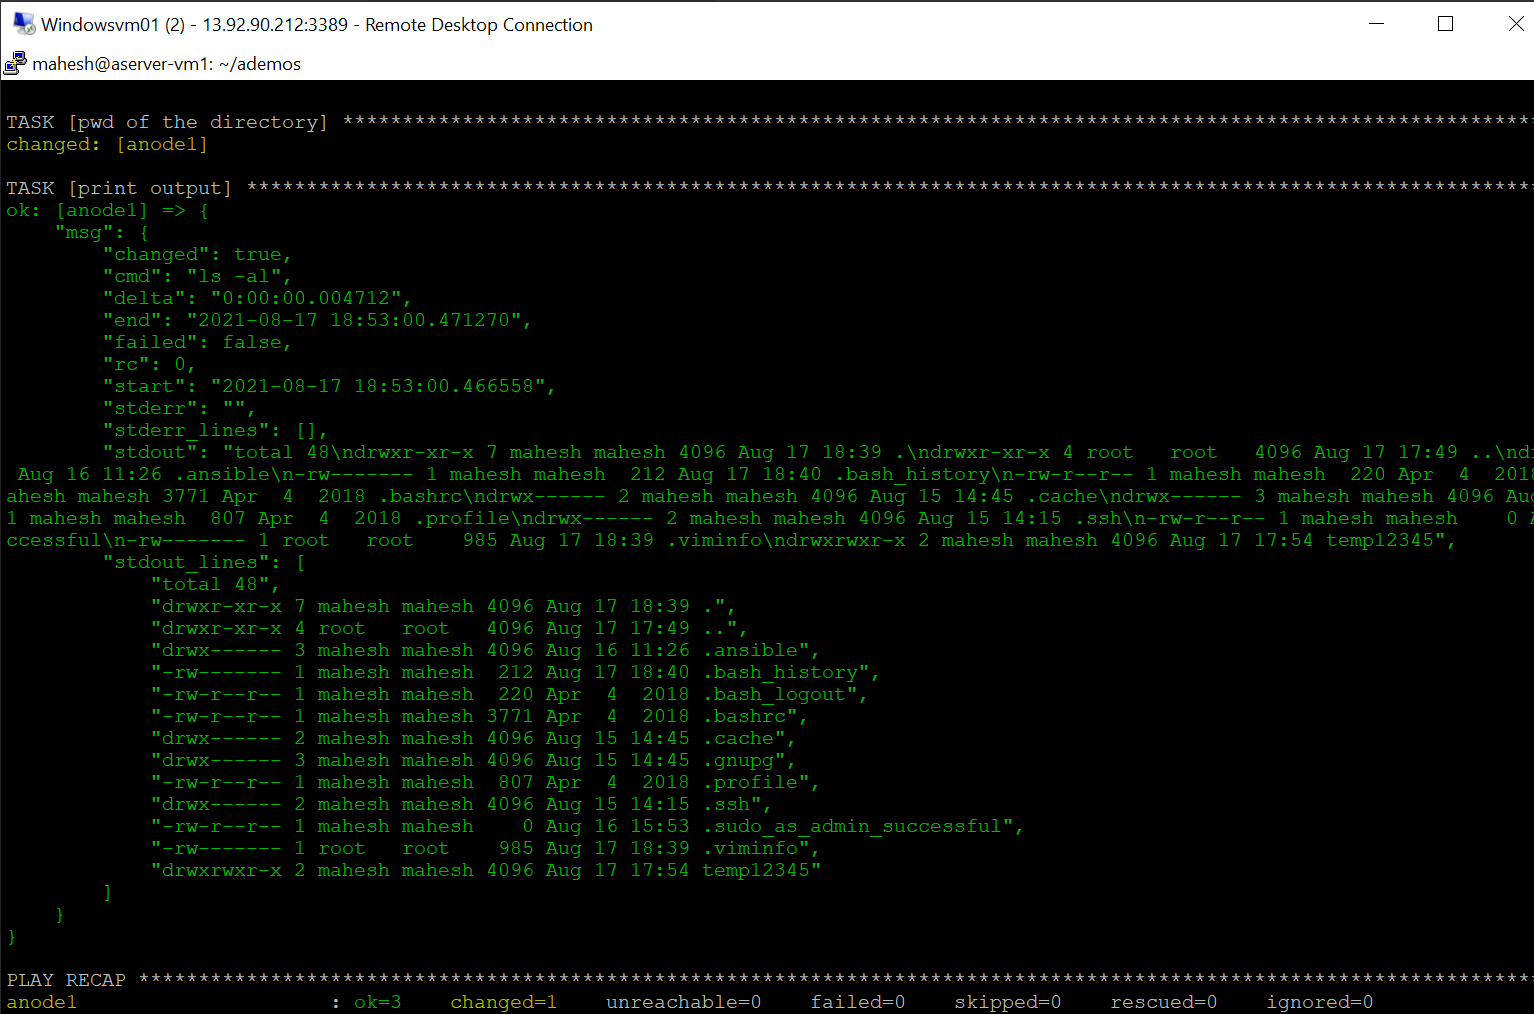 Windowsvm01 (2) - 13.92.90.212:3389 - Remote Desktop Connection
mahesh@aserver-vm1: ~/ademos
TASK [pwd of the directory] ***************************************************************************************************
changed: [anode1]
TASK [print output] ***********************************************************************************************************
ok: [anode1] => {
    "msg": {
        "changed": true,
        "cmd": "ls -al",
        "delta": "0:00:00.004712",
        "end": "2021-08-17 18:53:00.471270",
        "failed": false,
        "rc": 0,
        "start": "2021-08-17 18:53:00.466558",
        "stderr": "",
        "stderr_lines": [],
        "stdout": "total 48\ndrwxr-xr-x 7 mahesh mahesh 4096 Aug 17 18:39 .\ndrwxr-xr-x 4 root   root   4096 Aug 17 17:49 ..\nd
 Aug 16 11:26 .ansible\n-rw------- 1 mahesh mahesh  212 Aug 17 18:40 .bash_history\n-rw-r--r-- 1 mahesh mahesh  220 Apr  4  2018
ahesh mahesh 3771 Apr  4  2018 .bashrc\ndrwx------ 2 mahesh mahesh 4096 Aug 15 14:45 .cache\ndrwx------ 3 mahesh mahesh 4096 Au
1 mahesh mahesh  807 Apr  4  2018 .profile\ndrwx------ 2 mahesh mahesh 4096 Aug 15 14:15 .ssh\n-rw-r--r-- 1 mahesh mahesh    0
ccessful\n-rw------- 1 root   root    985 Aug 17 18:39 .viminfo\ndrwxrwxr-x 2 mahesh mahesh 4096 Aug 17 17:54 temp12345",
        "stdout_lines": [
            "total 48",
            "drwxr-xr-x 7 mahesh mahesh 4096 Aug 17 18:39 .",
            "drwxr-xr-x 4 root   root   4096 Aug 17 17:49 ..",
            "drwx------ 3 mahesh mahesh 4096 Aug 16 11:26 .ansible",
            "-rw------- 1 mahesh mahesh  212 Aug 17 18:40 .bash_history",
            "-rw-r--r-- 1 mahesh mahesh  220 Apr  4  2018 .bash_logout",
            "-rw-r--r-- 1 mahesh mahesh 3771 Apr  4  2018 .bashrc",
            "drwx------ 2 mahesh mahesh 4096 Aug 15 14:45 .cache",
            "drwx------ 3 mahesh mahesh 4096 Aug 15 14:45 .gnupg",
            "-rw-r--r-- 1 mahesh mahesh  807 Apr  4  2018 .profile",
            "drwx------ 2 mahesh mahesh 4096 Aug 15 14:15 .ssh",
            "-rw-r--r-- 1 mahesh mahesh    0 Aug 16 15:53 .sudo_as_admin_successful",
            "-rw------- 1 root   root    985 Aug 17 18:39 .viminfo",
            "drwxrwxr-x 2 mahesh mahesh 4096 Aug 17 17:54 temp12345"
        ]
    }
}
PLAY RECAP ********************************************************************************************************************
anode1                     : ok=3    changed=1    unreachable=0    failed=0    skipped=0    rescued=0    ignored=0